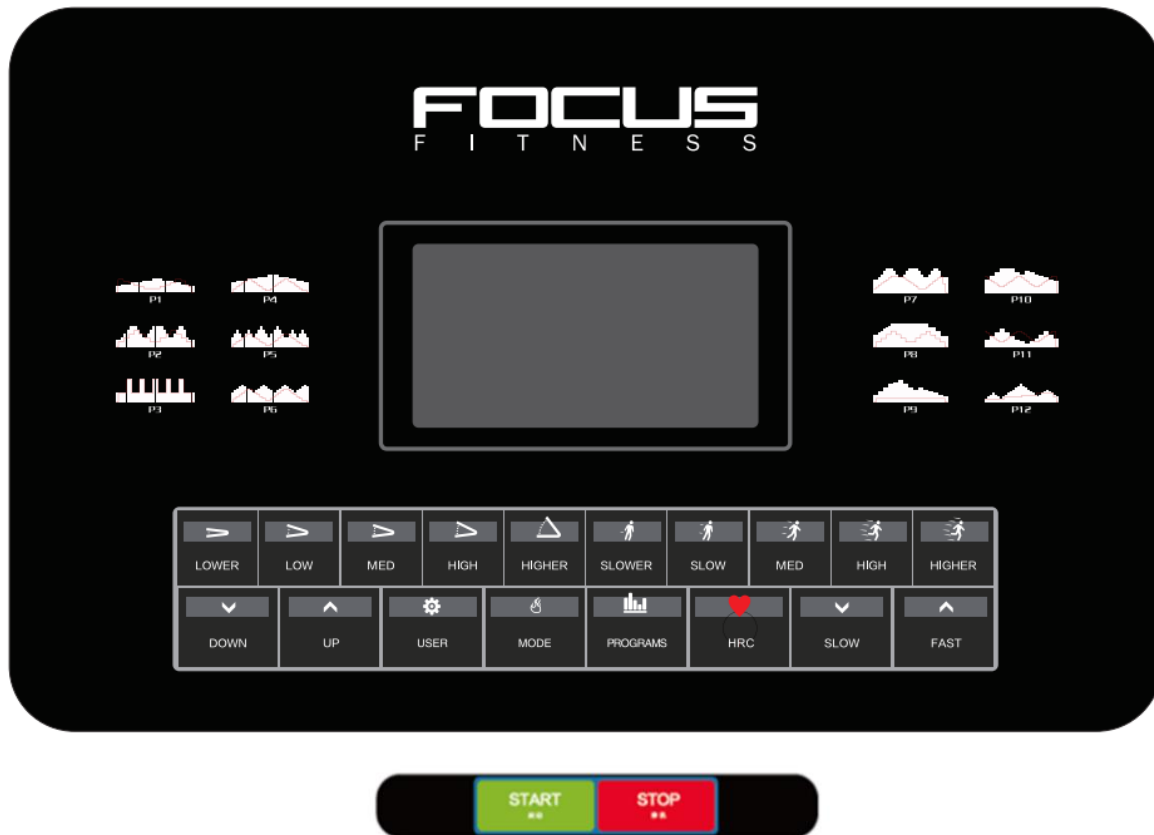 FOCUS
FITNESS
P1 P4
P2 P5
P3 P6
P7 P10
P8 P11
P9 P12
LOWER LOW MED HIGH HIGHER SLOWER SLOW MED HIGH HIGHER
DOWN UP USER MODE PROGRAMS HRC SLOW FAST
START STOP